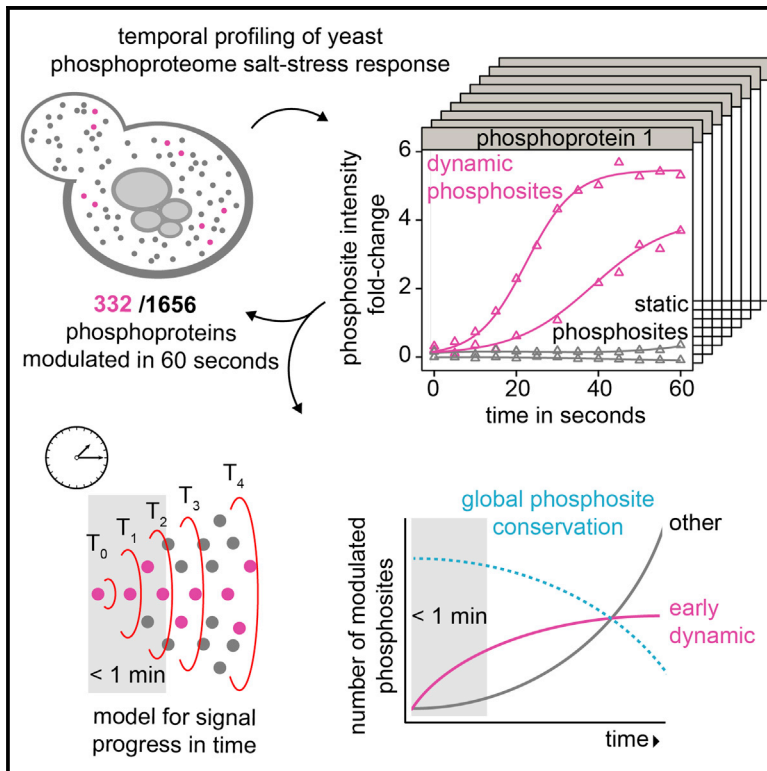 temporal profiling of yeast
phosphoproteome salt-stress response
332 /1656
phosphoproteins
modulated in 60 seconds
phosphoprotein 1
dynamic
phosphosites
static
phosphosites
phosphosite intensity
fold-change
6
4
2
0
0
20
40
60
time in seconds
T0
T1
T2
T3
T4
< 1 min
model for signal
progress in time
global phosphosite
conservation
other
< 1 min
early
dynamic
number of modulated
phosphosites
time